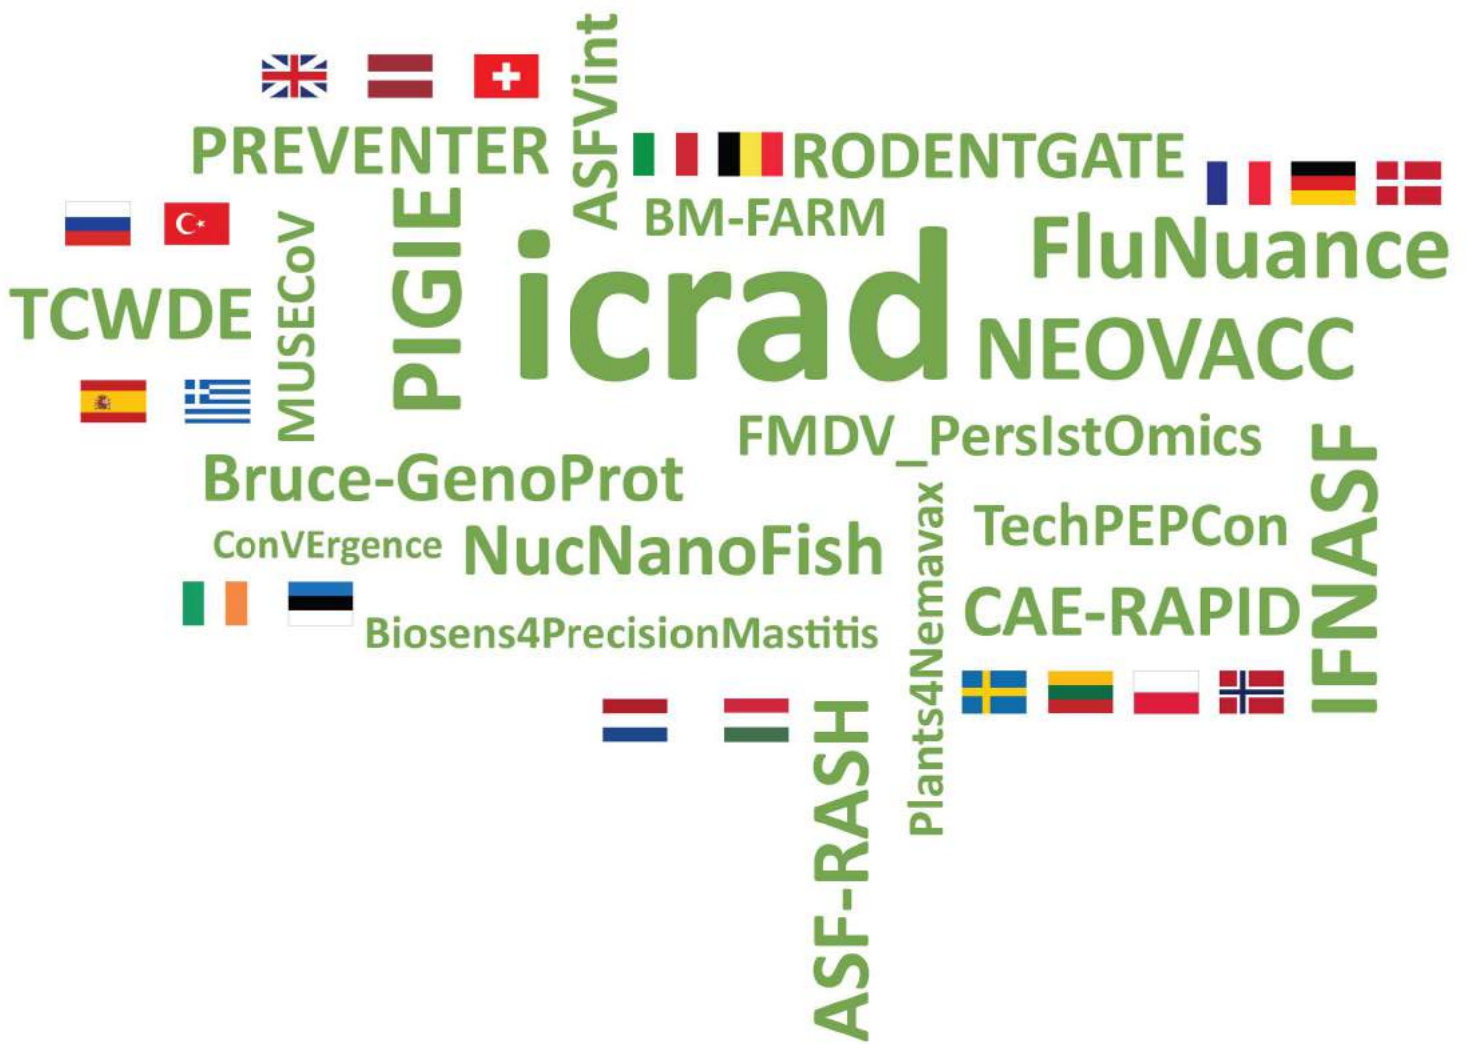 ASFVint
PREVENTER
RODENTGATE
BM-FARM
PIGIE
MUSECoV
icrad
FluNuance
TCWDE
NEOVACC
FMDV_PersIstOmics
Bruce-GenoProt
IFNASF
ConVErgence
NucNanoFish
Plants4Nemavax_I
TechPEPCon
CAE-RAPID
Biosens4PrecisionMastitis
ASF-RASH